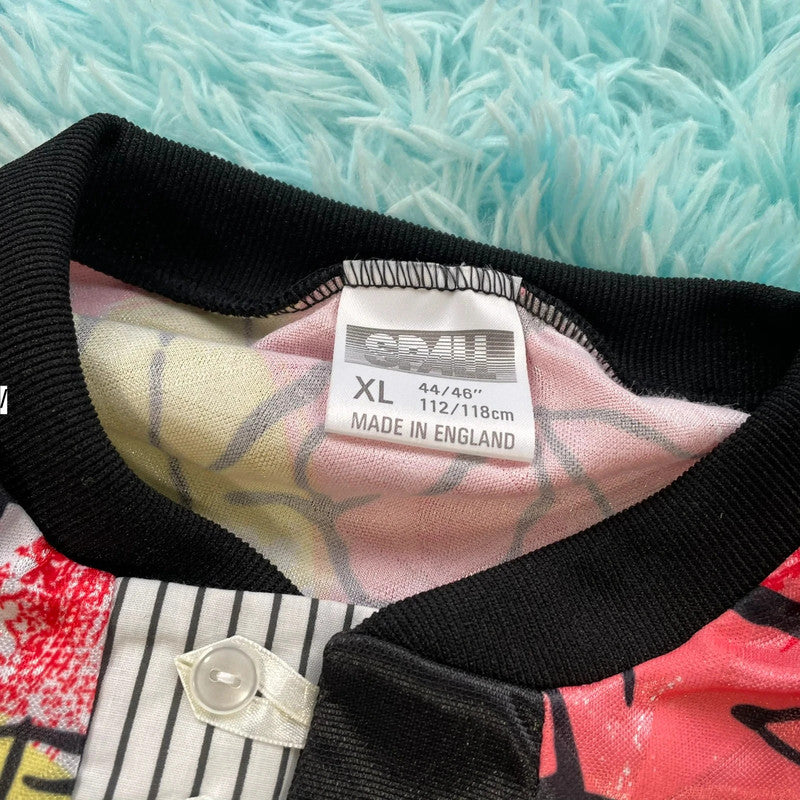 SPALL
XL 44/46"
112/118cm
MADE IN ENGLAND